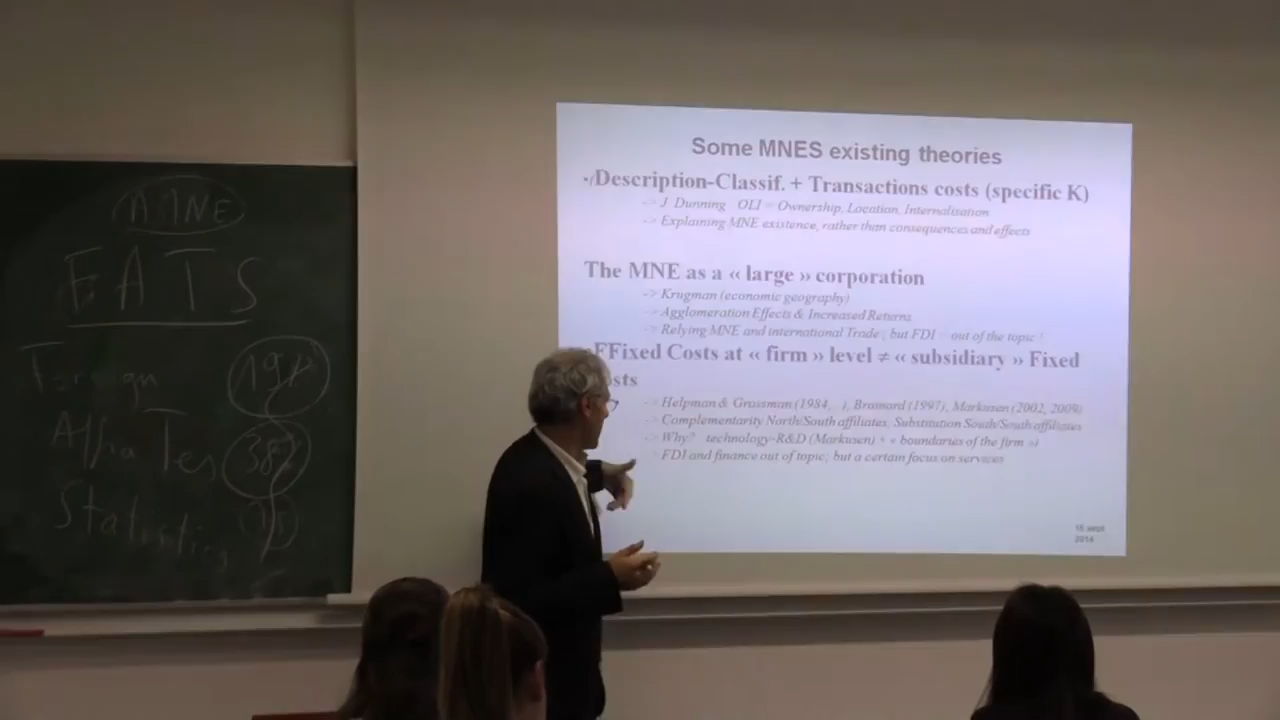 MNE
FATS
Foreign
Affiliates
Statistics
19%
38%
Some MNES existing theories
Description-Classif. + Transactions costs (specific K)
-> J Dunning OLI = Ownership, Location, Internalisation
-> Explaining MNE existence, rather than consequences and effects
The MNE as a « large » corporation
-> Krugman (economic geography)
Agglomeration Effects & Increased Returns
-> Relying MNE and international Trade ; but FDI out of the topic !
FFixed Costs at « firm » level ≠ « subsidiary » Fixed
osts
Helpman & Grossman (1984, ), Brainard (1997), Markusen (2002, 2009)
Complementarity North/South affiliates, Substitution South/South affiliates
Why? technology-R&D (Markusen) + « boundaries of the firm »)
FDI and finance out of topic; but a certain focus on services
sept
2014